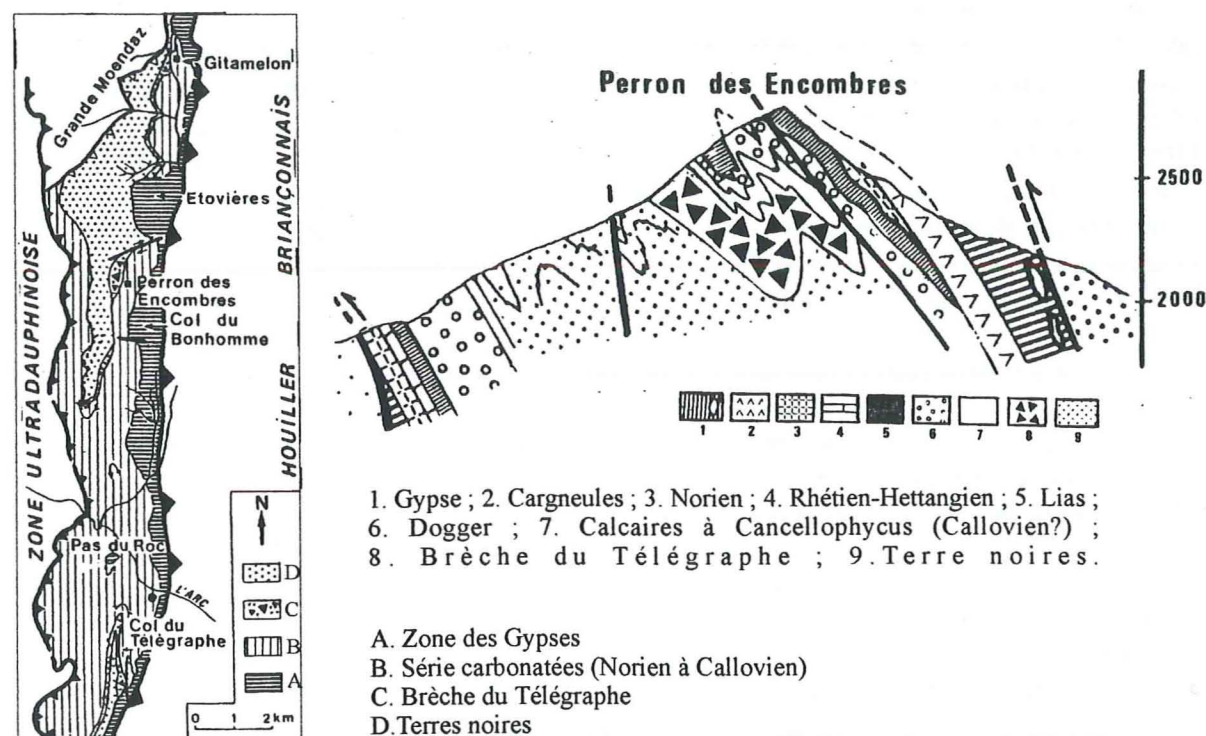 Gitamelon
Grande Moendaz
BRIANÇONNAIS
Etovières
ZONE ULTRADAUPHINOISE
Perron des
Encombres
Col du
Bonhomme
HOUILLER
Pas du Roc
L'ARC
Col du
Télégraphe
N
D
C
B
A
0 1 2km
Perron des Encombres
2500
2000
1 2 3 4 5 6 7 8 9
1. Gypse ; 2. Cargneules ; 3. Norien ; 4. Rhétien-Hettangien ; 5. Lias ;
6. Dogger ; 7. Calcaires à Cancellophycus (Callovien?) ;
8. Brèche du Télégraphe ; 9.Terre noires.
A. Zone des Gypses
B. Série carbonatées (Norien à Callovien)
C. Brèche du Télégraphe
D.Terres noires